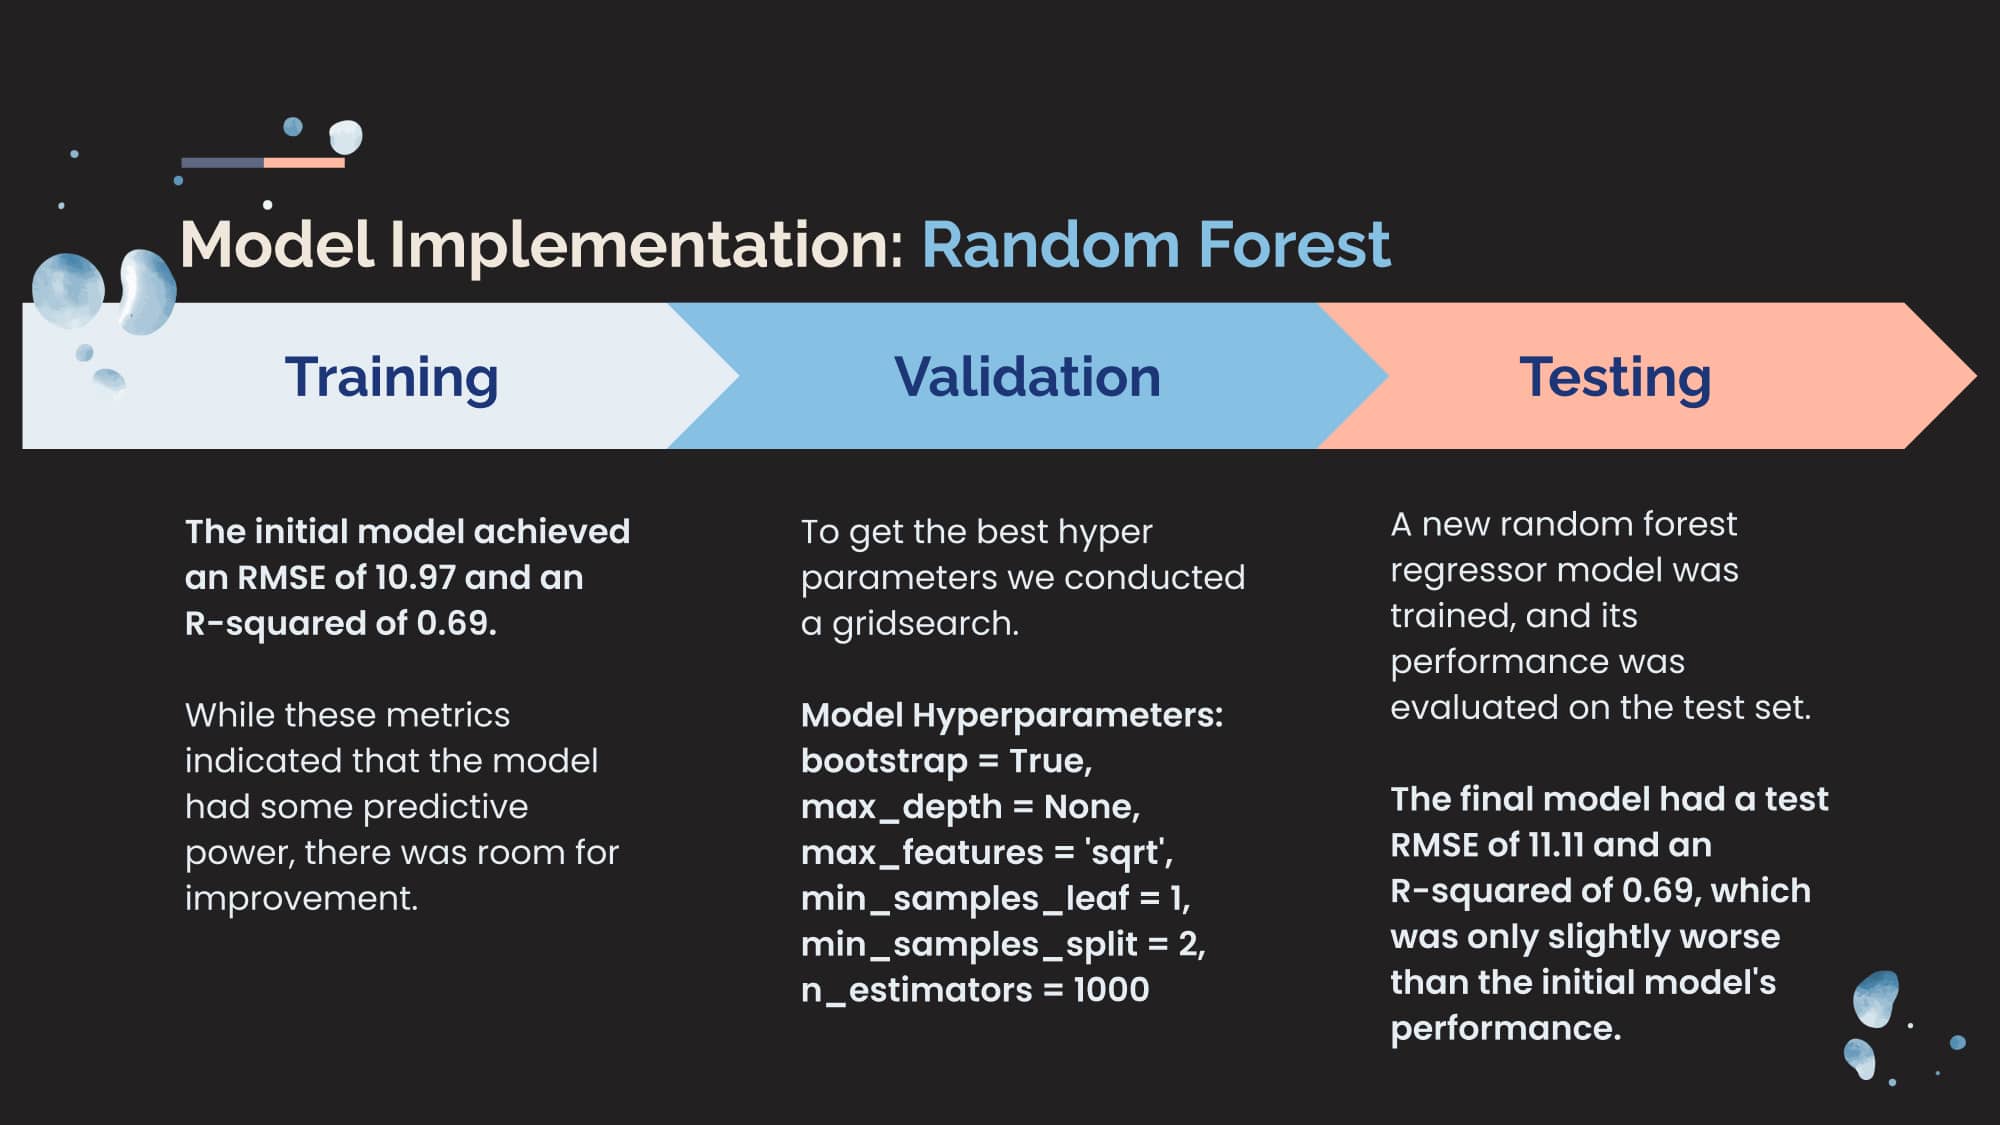 Model Implementation: Random Forest
Training
Validation
Testing
The initial model achieved
an RMSE of 10.97 and an
R-squared of 0.69.
While these metrics
indicated that the model
had some predictive
power, there was room for
improvement.
To get the best hyper
parameters we conducted
a gridsearch.
Model Hyperparameters:
bootstrap = True,
max_depth = None,
max_features = 'sqrt',
min_samples_leaf = 1,
min_samples_split = 2,
n_estimators = 1000
A new random forest
regressor model was
trained, and its
performance was
evaluated on the test set.
The final model had a test
RMSE of 11.11 and an
R-squared of 0.69, which
was only slightly worse
than the initial model's
performance.